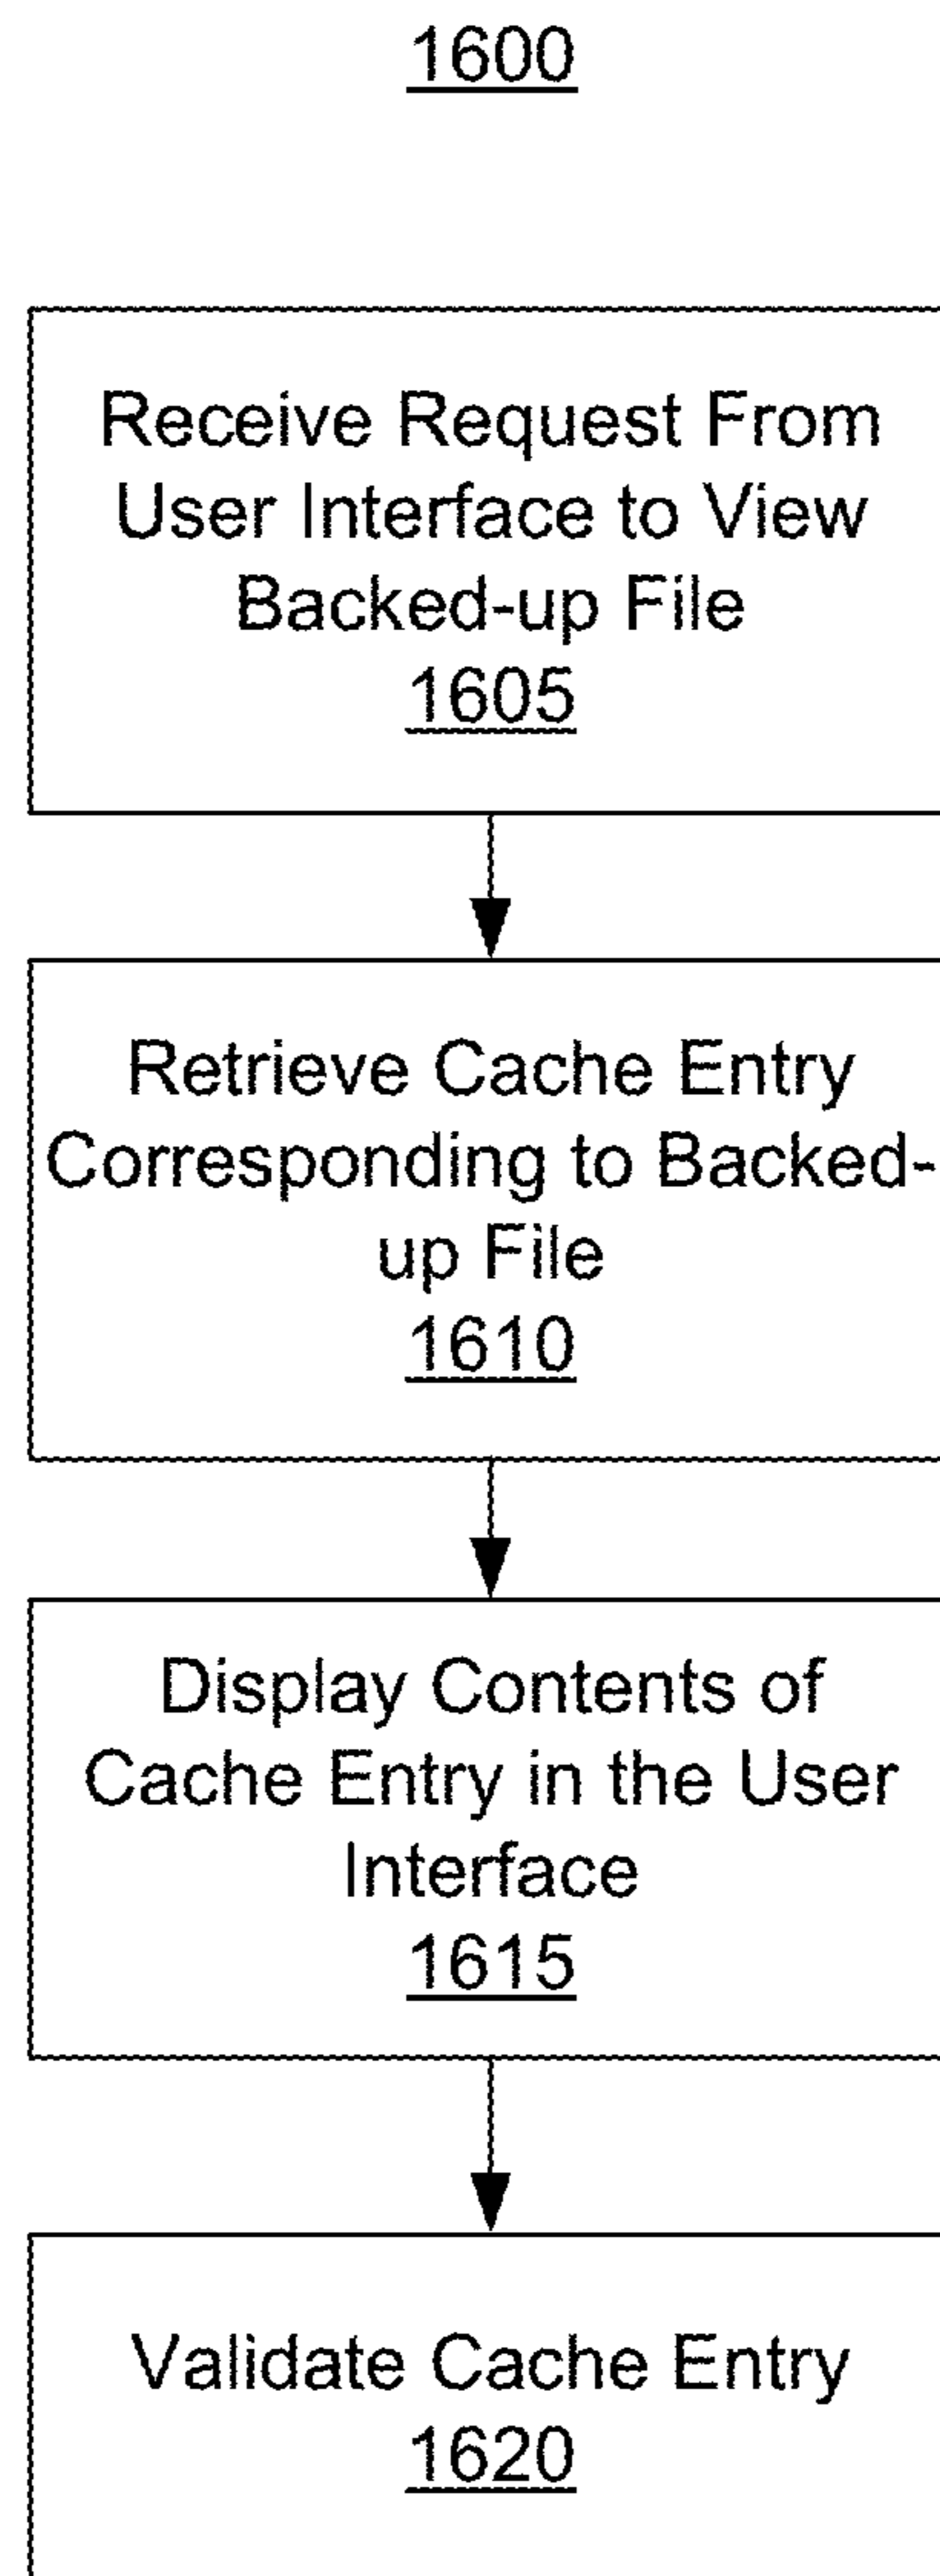 1600
Receive Request From
User Interface to View
Backed-up File
1605
Retrieve Cache Entry
Corresponding to Backed-
up File
1610
Display Contents of
Cache Entry in the User
Interface
1615
Validate Cache Entry
1620